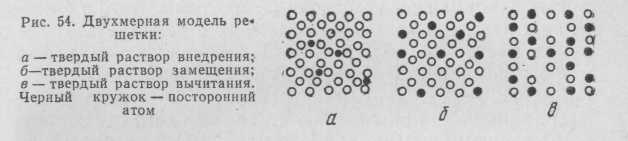 Рис. 54. Двухмерная модель ре-
шетки:
а — твердый раствор внедрения;
б—твердый раствор замещения;
в — твердый раствор вычитания.
Черный кружок — посторонний
атом
а
б
в